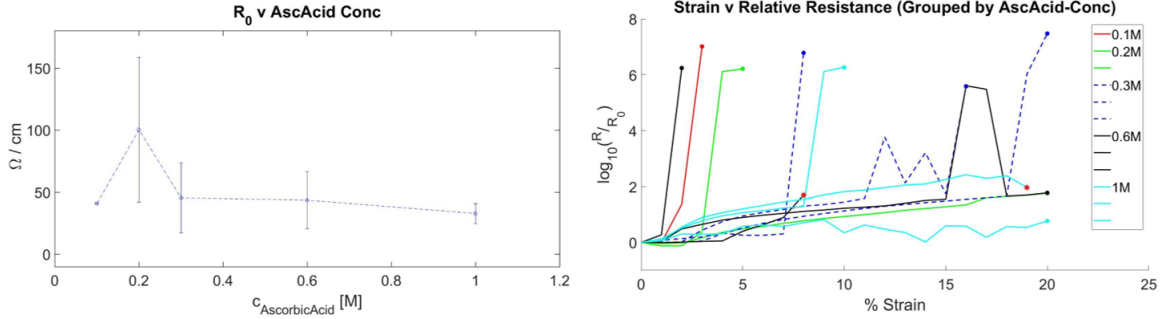 R0 v AscAcid Conc
150
100
50
0
Ω / cm
0
0.2
0.4
0.6
0.8
1
1.2
cAscorbicAcid [M]
Strain v Relative Resistance (Grouped by AscAcid-Conc)
8
6
4
2
0
-2
log10(R/R0)
0
5
10
15
20
25
% Strain
0.1M
0.2M
0.3M
0.6M
1M